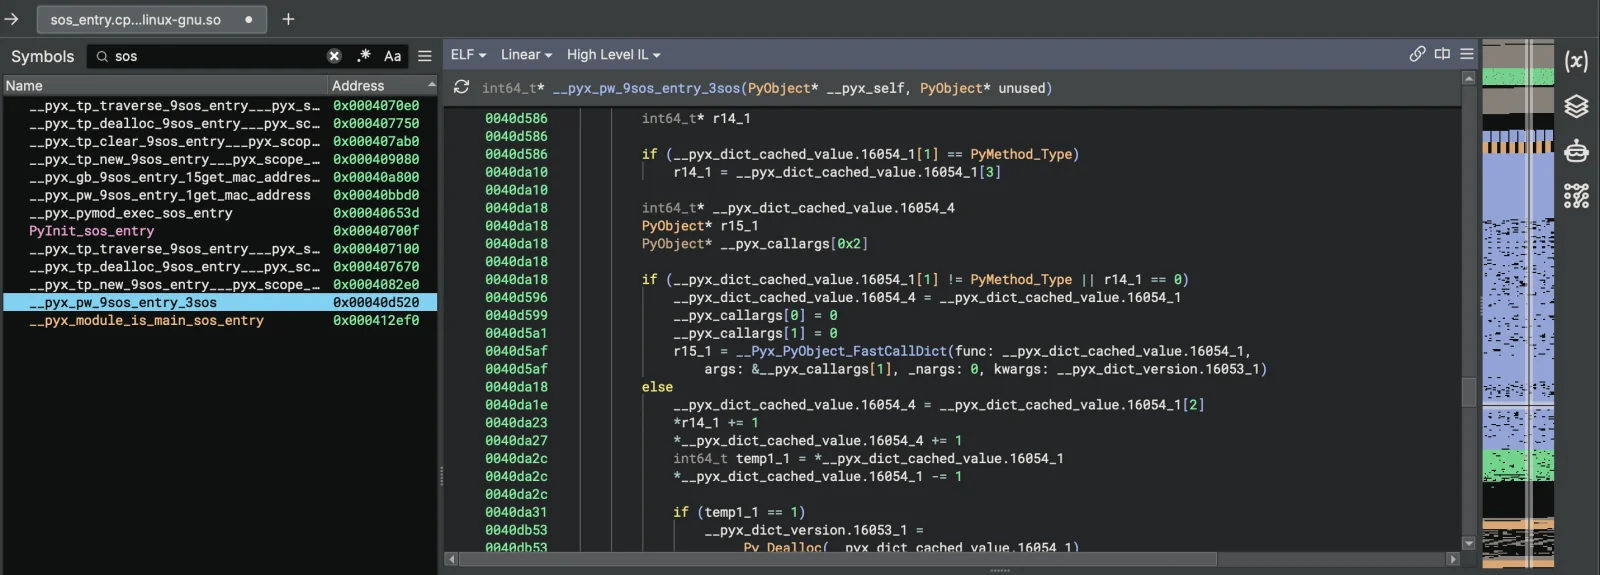 sos_entry.cp...linux-gnu.so
Symbols
sos
Aa
Name Address
__pyx_tp_traverse_9sos_entry___pyx_s… 0x0004070e0
__pyx_tp_dealloc_9sos_entry___pyx_sc… 0x000407750
__pyx_tp_clear_9sos_entry___pyx_scop… 0x000407ab0
__pyx_tp_new_9sos_entry___pyx_scope_… 0x000409080
__pyx_gb_9sos_entry_15get_mac_addres… 0x00040a800
__pyx_pw_9sos_entry_1get_mac_address 0x00040bbd0
__pyx_pymod_exec_sos_entry 0x00040653d
PyInit_sos_entry 0x00040700f
__pyx_tp_traverse_9sos_entry___pyx_s… 0x000407100
__pyx_tp_dealloc_9sos_entry___pyx_sc… 0x000407670
__pyx_tp_new_9sos_entry___pyx_scope_… 0x0004082e0
__pyx_pw_9sos_entry_3sos 0x00040d520
__pyx_module_is_main_sos_entry 0x000412ef0
ELF Linear High Level IL
int64_t* __pyx_pw_9sos_entry_3sos(PyObject* __pyx_self, PyObject* unused)
0040d586 int64_t* r14_1
0040d586
0040d586 if (__pyx_dict_cached_value.16054_1[1] == PyMethod_Type)
0040da10 r14_1 = __pyx_dict_cached_value.16054_1[3]
0040da10
0040da18 int64_t* __pyx_dict_cached_value.16054_4
0040da18 PyObject* r15_1
0040da18 PyObject* __pyx_callargs[0x2]
0040da18
0040da18 if (__pyx_dict_cached_value.16054_1[1] != PyMethod_Type || r14_1 == 0)
0040d596 __pyx_dict_cached_value.16054_4 = __pyx_dict_cached_value.16054_1
0040d599 __pyx_callargs[0] = 0
0040d5a1 __pyx_callargs[1] = 0
0040d5af r15_1 = __Pyx_PyObject_FastCallDict(func: __pyx_dict_cached_value.16054_1,
0040d5af args: &__pyx_callargs[1], _nargs: 0, kwargs: __pyx_dict_version.16053_1)
0040da18 else
0040da1e __pyx_dict_cached_value.16054_4 = __pyx_dict_cached_value.16054_1[2]
0040da23 *r14_1 += 1
0040da27 *__pyx_dict_cached_value.16054_4 += 1
0040da2c int64_t temp1_1 = *__pyx_dict_cached_value.16054_1
0040da2c *__pyx_dict_cached_value.16054_1 -= 1
0040da2c
0040da31 if (temp1_1 == 1)
0040db53 __pyx_dict_version.16053_1 =
0040db53 _Py_Dealloc(__pyx_dict_cached_value.16054_1)